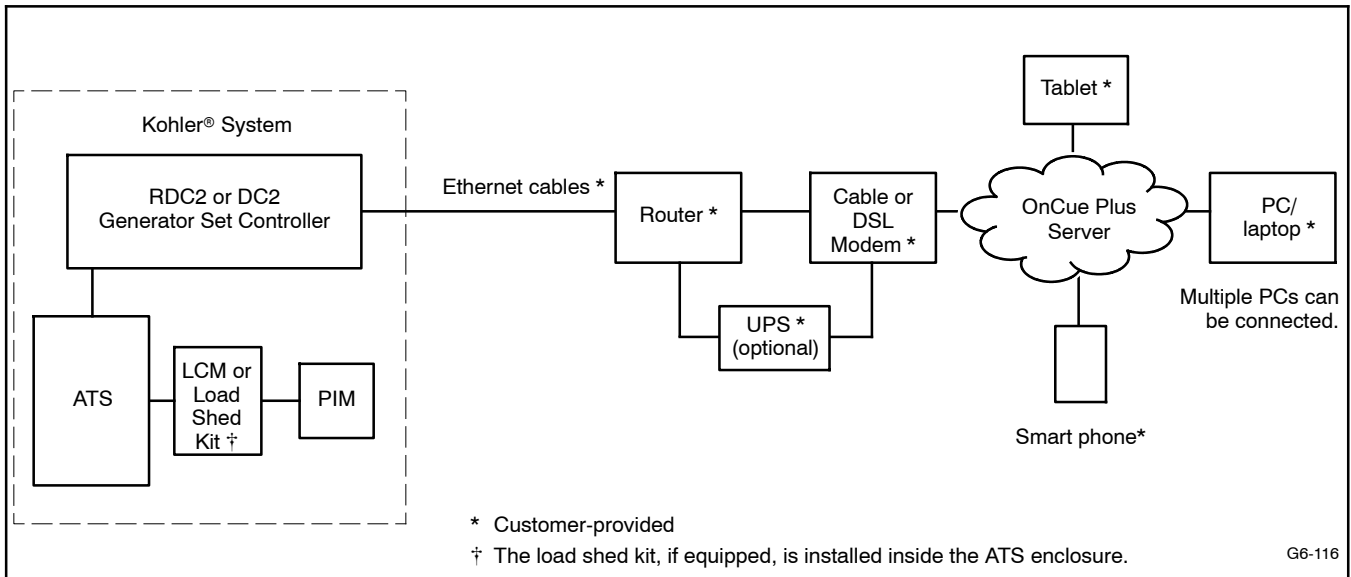 Kohler® System
RDC2 or DC2
Generator Set Controller
ATS
LCM or
Load
Shed
Kit †
PIM
Ethernet cables *
Router *
Cable or
DSL
Modem *
UPS *
(optional)
Tablet *
OnCue Plus
Server
PC/
laptop *
Multiple PCs can
be connected.
Smart phone*
* Customer-provided
† The load shed kit, if equipped, is installed inside the ATS enclosure.
G6-116